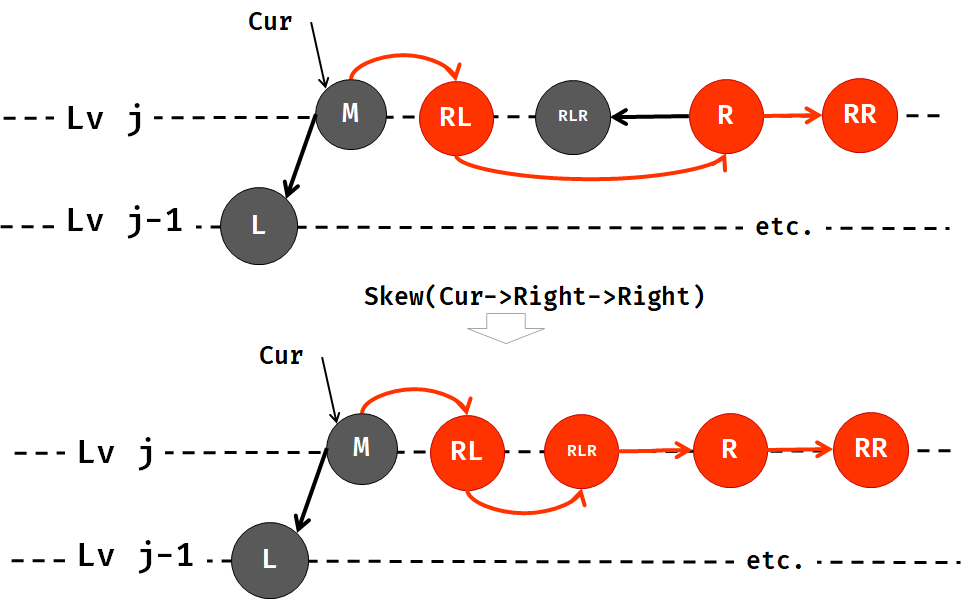 Cur
Lv j M RL RLR R RR
Lv j-1 L etc.
Skew(Cur->Right->Right)
Cur
Lv j M RL RLR R RR
Lv j-1 L etc.